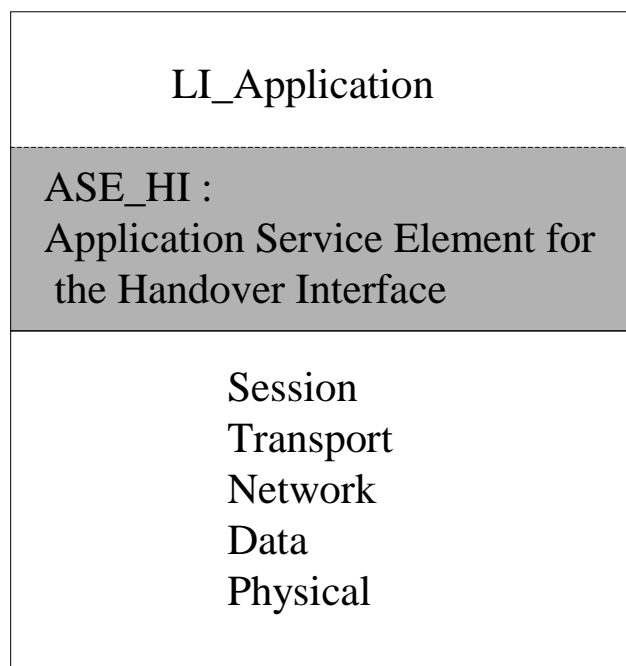 LI_Application
ASE_HI :
Application Service Element for
the Handover Interface
Session
Transport
Network
Data
Physical